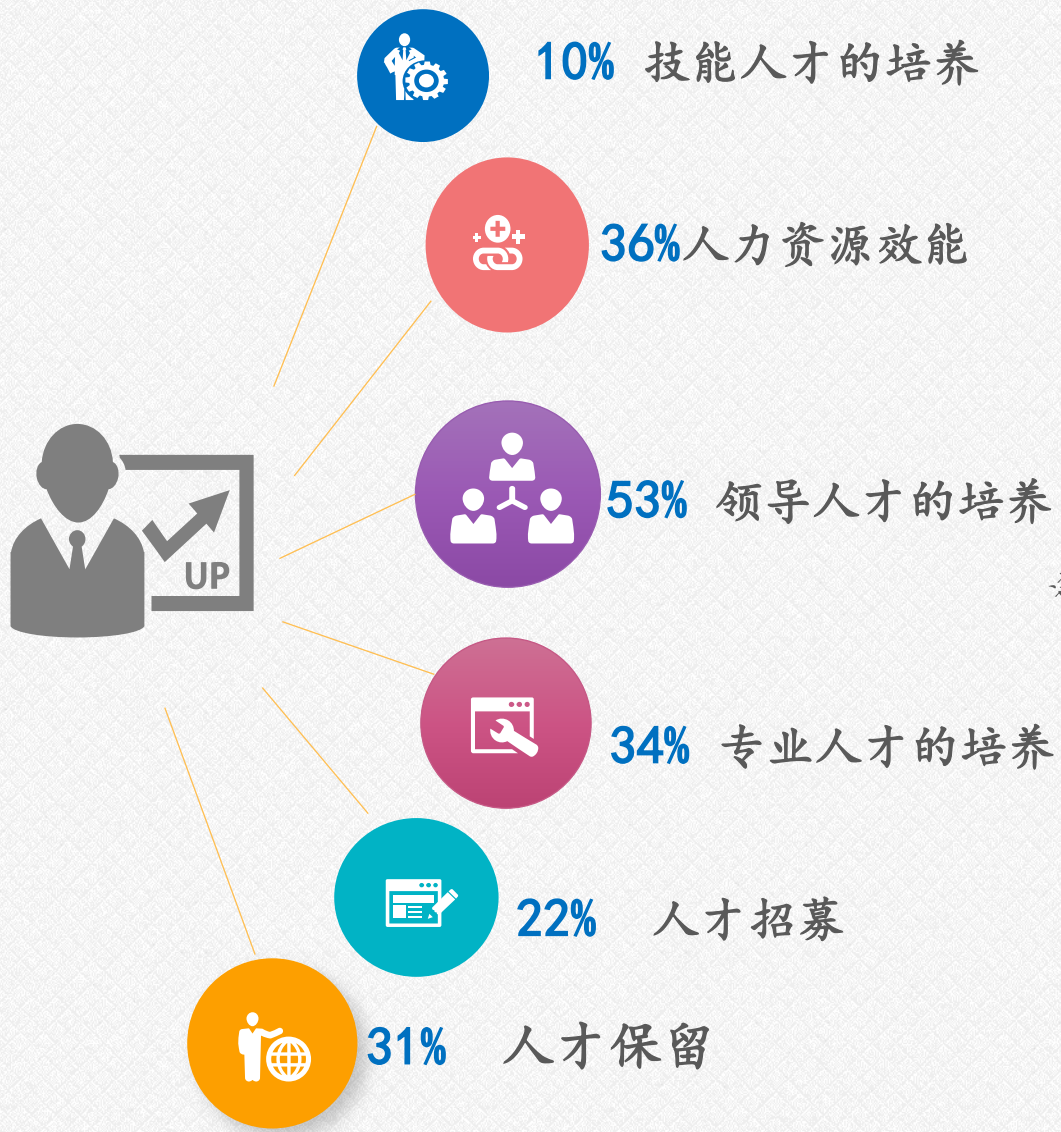 10% 技能人才的培养
36%人力资源效能
53% 领导人才的培养
UP
34% 专业人才的培养
22% 人才招募
31% 人才保留